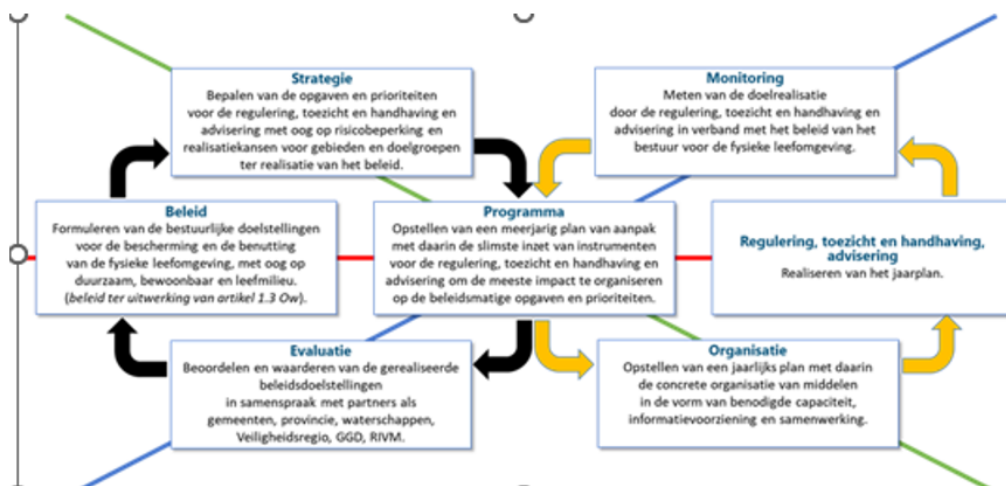 Strategie
Bepalen van de opgaven en prioriteiten
voor de regulering, toezicht en handhaving en
advisering met oog op risicobeperking en
realisatiekansen voor gebieden en doelgroepen
ter realisatie van het beleid.
Monitoring
Meten van de doelrealisatie
door de regulering, toezicht en handhaving en
advisering in verband met het beleid van het
bestuur voor de fysieke leefomgeving.
Beleid
Formuleren van de bestuurlijke doelstellingen
voor de bescherming en de benutting
van de fysieke leefomgeving, met oog op
duurzaam, bewoonbaar en leefmilieu.
(beleid ter uitwerking van artikel 1.3 Ow).
Programma
Opstellen van een meerjarig plan van aanpak
met daarin de slimste inzet van instrumenten
voor de regulering, toezicht en handhaving en
advisering om de meeste impact te organiseren
op de beleidsmatige opgaven en prioriteiten.
Regulering, toezicht en handhaving,
advisering
Realiseren van het jaarplan.
Evaluatie
Beoordelen en waarderen van de gerealiseerde
beleidsdoelstellingen
in samenspraak met partners als
gemeenten, provincie, waterschappen,
Veiligheidsregio, GGD, RIVM.
Organisatie
Opstellen van een jaarlijks plan met daarin
de concrete organisatie van middelen
in de vorm van benodigde capaciteit,
informatievoorziening en samenwerking.